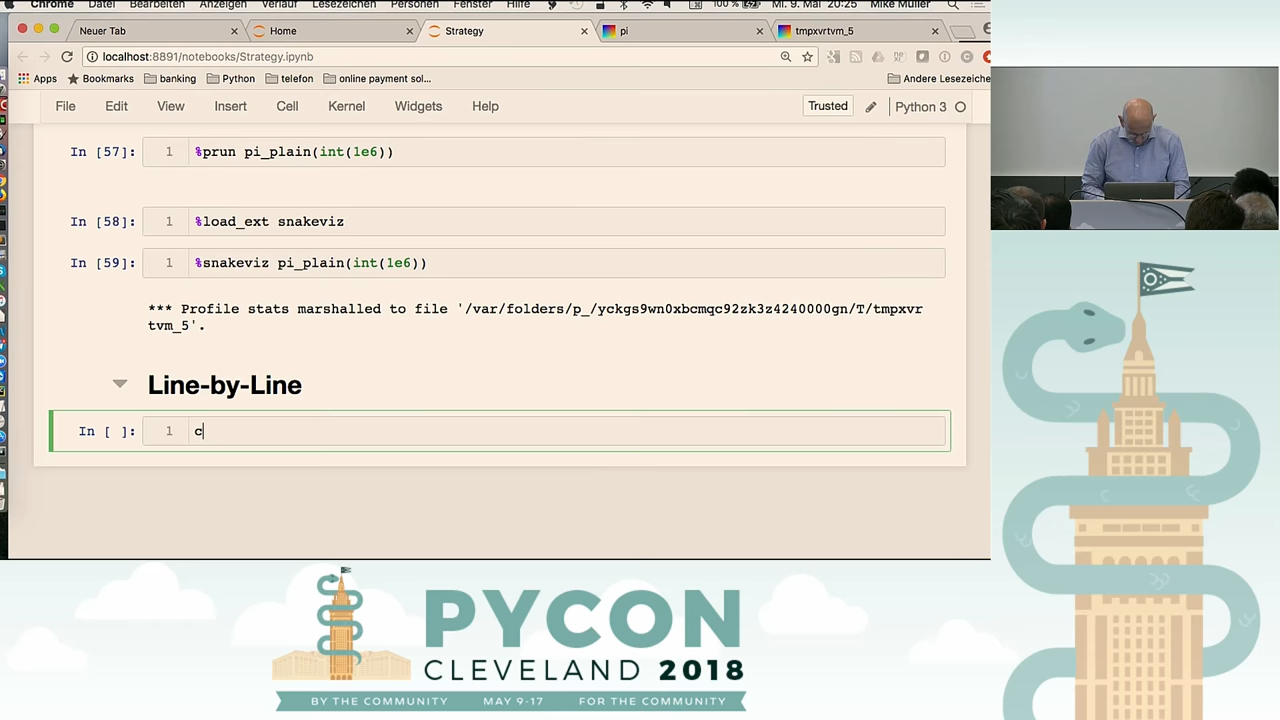 Chrome Datei Bearbeiten Anzeigen Verlauf Lesezeichen Personen Fenster Hilfe 100 % Mi. 9. Mai 20:25 Mike Müller
Neuer Tab Home Strategy pi tmpxvrtvm_5
localhost:8891/notebooks/Strategy.ipynb
Apps Bookmarks banking Python telefon online payment sol... Andere Lesezeiche
File Edit View Insert Cell Kernel Widgets Help Trusted Python 3
In [57]: 1 %prun pi_plain(int(1e6))
In [58]: 1 %load_ext snakeviz
In [59]: 1 %snakeviz pi_plain(int(1e6))
*** Profile stats marshalled to file '/var/folders/p_/yckgs9wn0xbcmqc92zk3z4240000gn/T/tmpxvr
tvm_5'.
Line-by-Line
In [ ]: 1 c
PYCON
CLEVELAND 2018
BY THE COMMUNITY MAY 9-17 FOR THE COMMUNITY